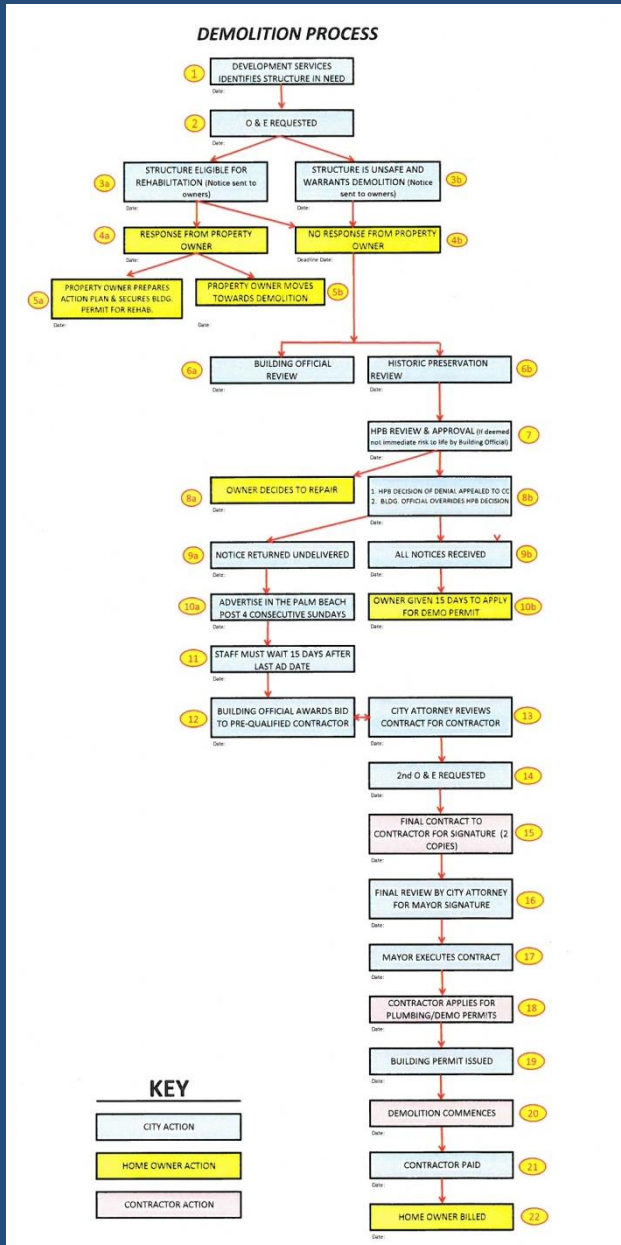 DEMOLITION PROCESS
1
DEVELOPMENT SERVICES
IDENTIFIES STRUCTURE IN NEED
Date:
2
O & E REQUESTED
Date:
3a
STRUCTURE ELIGIBLE FOR
REHABILITATION (Notice sent to
owners)
Date:
STRUCTURE IS UNSAFE AND
WARRANTS DEMOLITION (Notice
sent to owners)
3b
Date:
4a
RESPONSE FROM PROPERTY
OWNER
Date:
NO RESPONSE FROM PROPERTY
OWNER
4b
Deadline Date:
5a
PROPERTY OWNER PREPARES
ACTION PLAN & SECURES BLDG.
PERMIT FOR REHAB.
Date:
PROPERTY OWNER MOVES
TOWARDS DEMOLITION
5b
Date:
6a
BUILDING OFFICIAL
REVIEW
Date:
HISTORIC PRESERVATION
REVIEW
6b
Date:
HPB REVIEW & APPROVAL (If deemed
not immediate risk to life by Building Official)
7
Date:
8a
OWNER DECIDES TO REPAIR
Date:
1. HPB DECISION OF DENIAL APPEALED TO CC
2. BLDG. OFFICIAL OVERRIDES HPB DECISION
8b
Date:
9a
NOTICE RETURNED UNDELIVERED
Date:
ALL NOTICES RECEIVED
9b
Date:
10a
ADVERTISE IN THE PALM BEACH
POST 4 CONSECUTIVE SUNDAYS
Date:
OWNER GIVEN 15 DAYS TO APPLY
FOR DEMO PERMIT
10b
Date:
11
STAFF MUST WAIT 15 DAYS AFTER
LAST AD DATE
Date:
12
BUILDING OFFICIAL AWARDS BID
TO PRE-QUALIFIED CONTRACTOR
Date:
CITY ATTORNEY REVIEWS
CONTRACT FOR CONTRACTOR
13
Date:
2nd O & E REQUESTED
14
Date:
FINAL CONTRACT TO
CONTRACTOR FOR SIGNATURE (2
COPIES)
15
Date:
FINAL REVIEW BY CITY ATTORNEY
FOR MAYOR SIGNATURE
16
Date:
MAYOR EXECUTES CONTRACT
17
Date:
CONTRACTOR APPLIES FOR
PLUMBING/DEMO PERMITS
18
Date:
BUILDING PERMIT ISSUED
19
Date:
DEMOLITION COMMENCES
20
Date:
CONTRACTOR PAID
21
Date:
HOME OWNER BILLED
22
Date:
KEY
CITY ACTION
HOME OWNER ACTION
CONTRACTOR ACTION